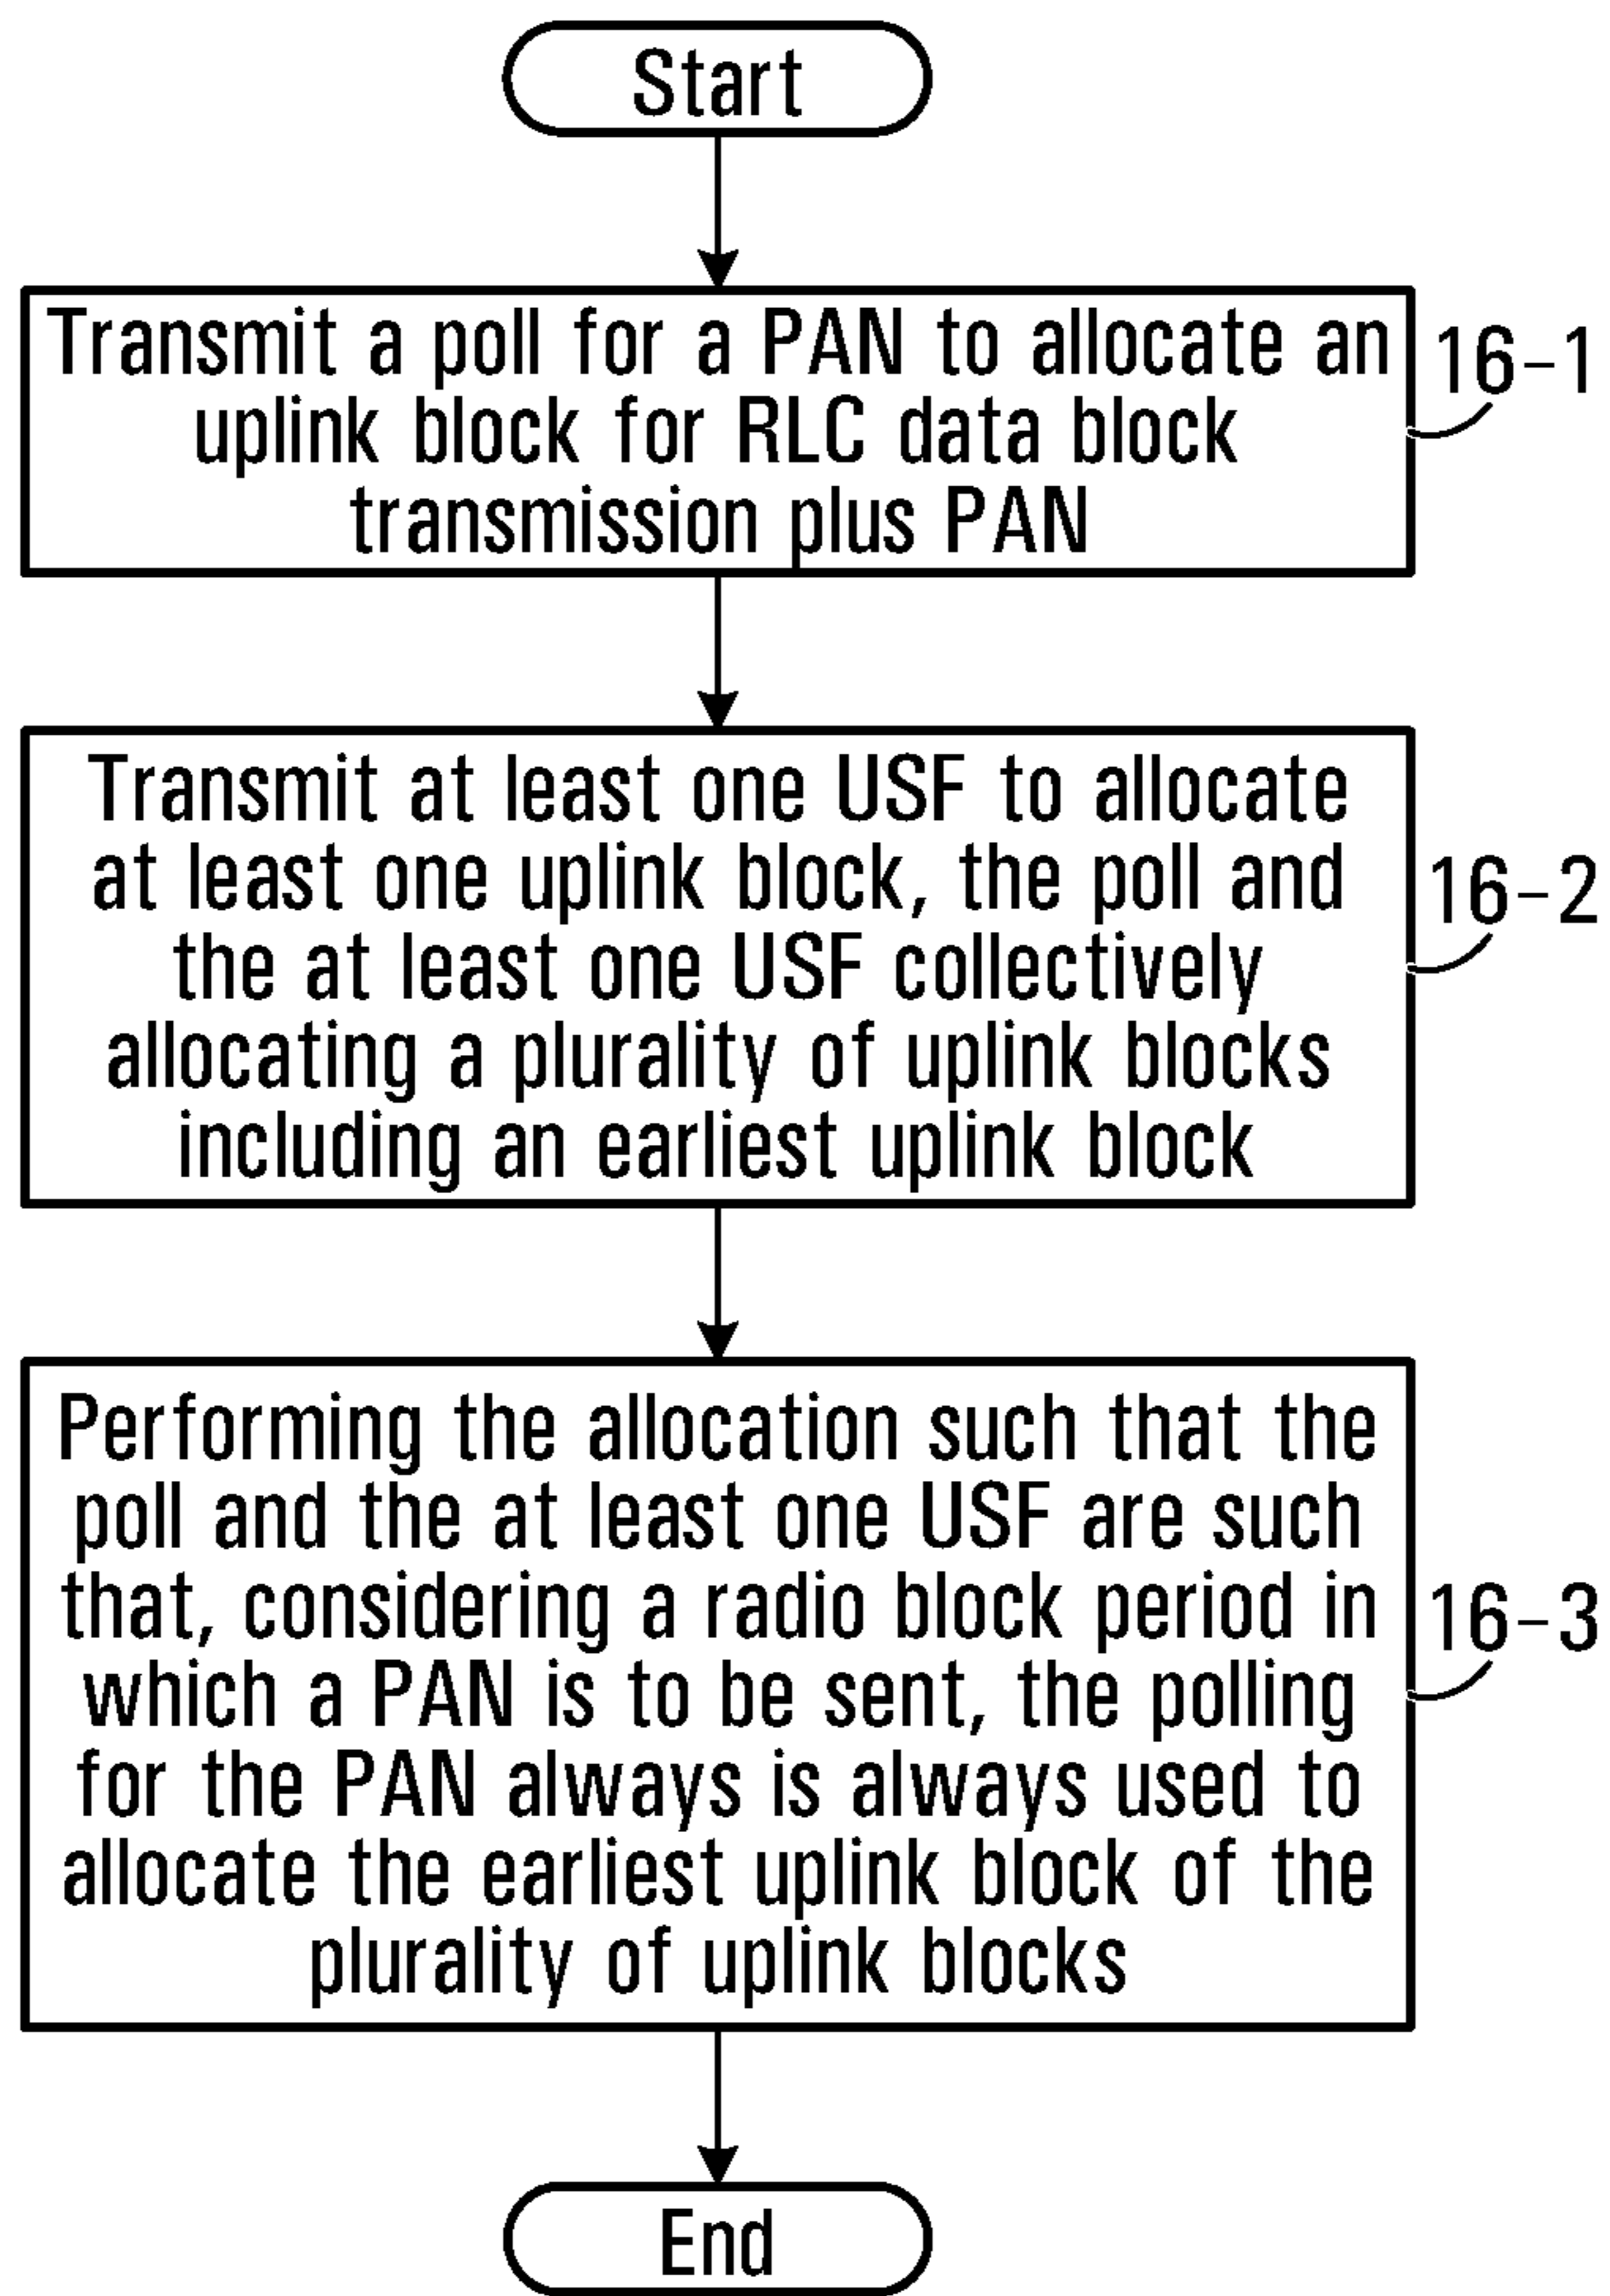 Start
Transmit a poll for a PAN to allocate an
uplink block for RLC data block
transmission plus PAN
16-1
Transmit at least one USF to allocate
at least one uplink block, the poll and
the at least one USF collectively
allocating a plurality of uplink blocks
including an earliest uplink block
16-2
Performing the allocation such that the
poll and the at least one USF are such
that, considering a radio block period in
which a PAN is to be sent, the polling
for the PAN always is always used to
allocate the earliest uplink block of the
plurality of uplink blocks
16-3
End